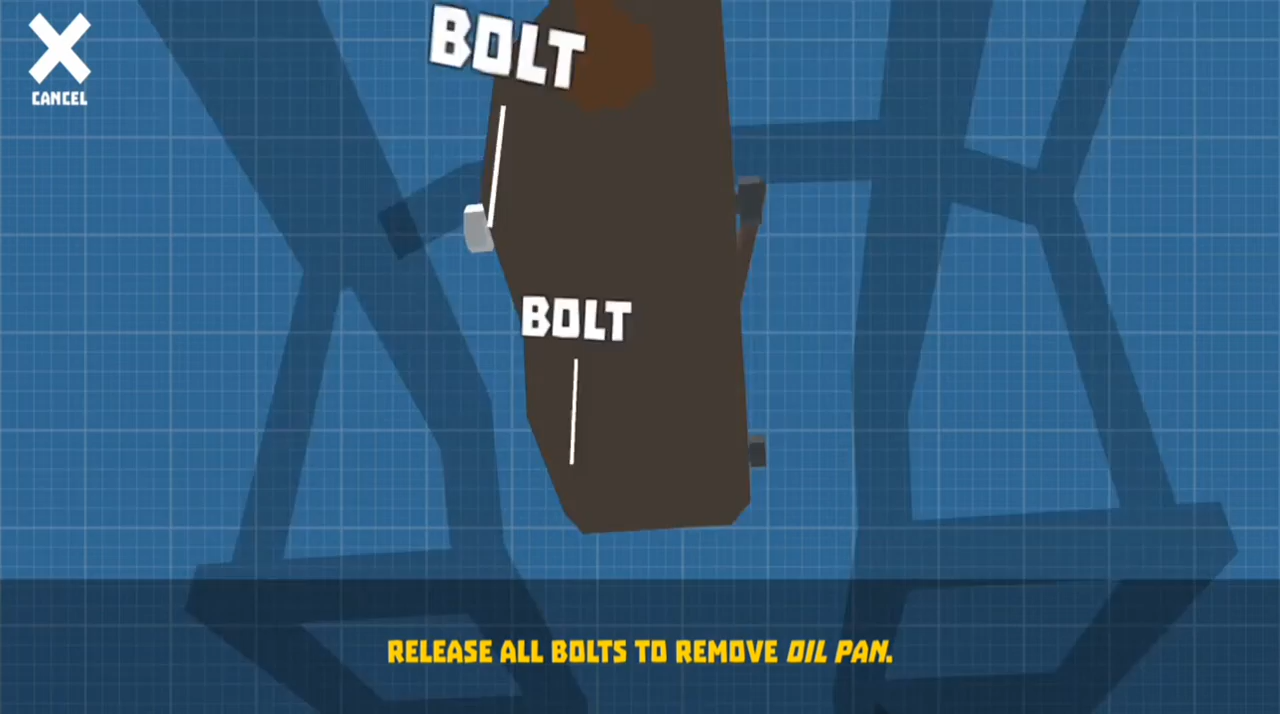 BOLT
CANCEL
BOLT
RELEASE ALL BOLTS TO REMOVE OIL PAN.